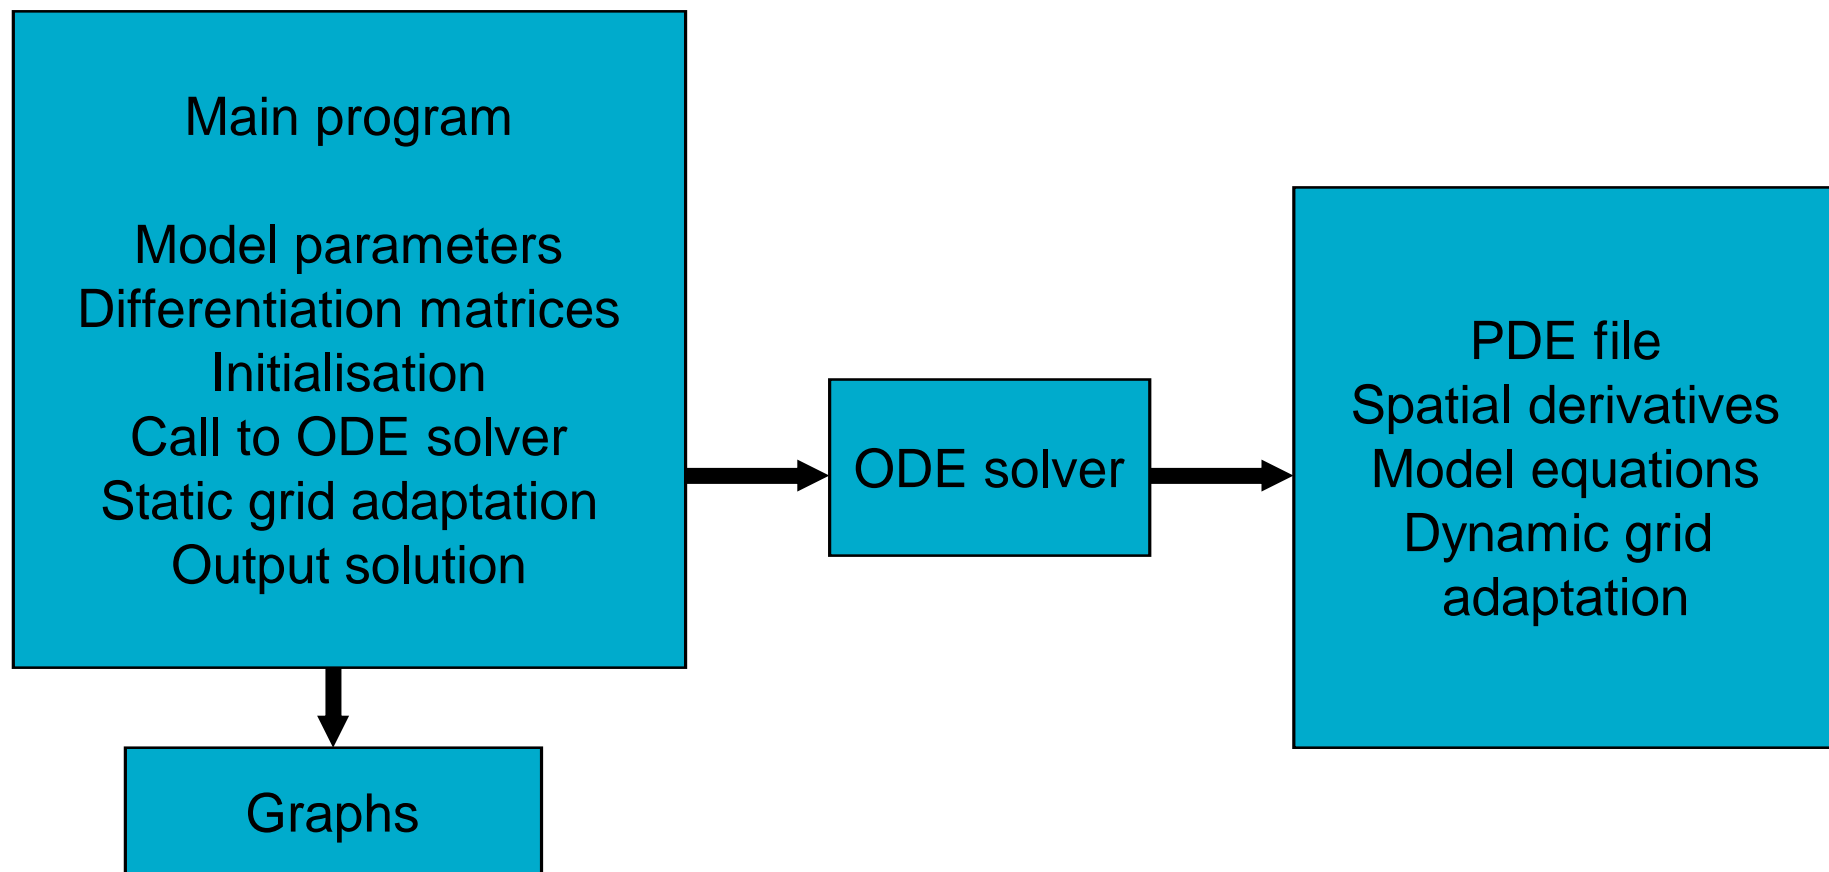 Main program
Model parameters
Differentiation matrices
Initialisation
Call to ODE solver
Static grid adaptation
Output solution
ODE solver
PDE file
Spatial derivatives
Model equations
Dynamic grid
adaptation
Graphs